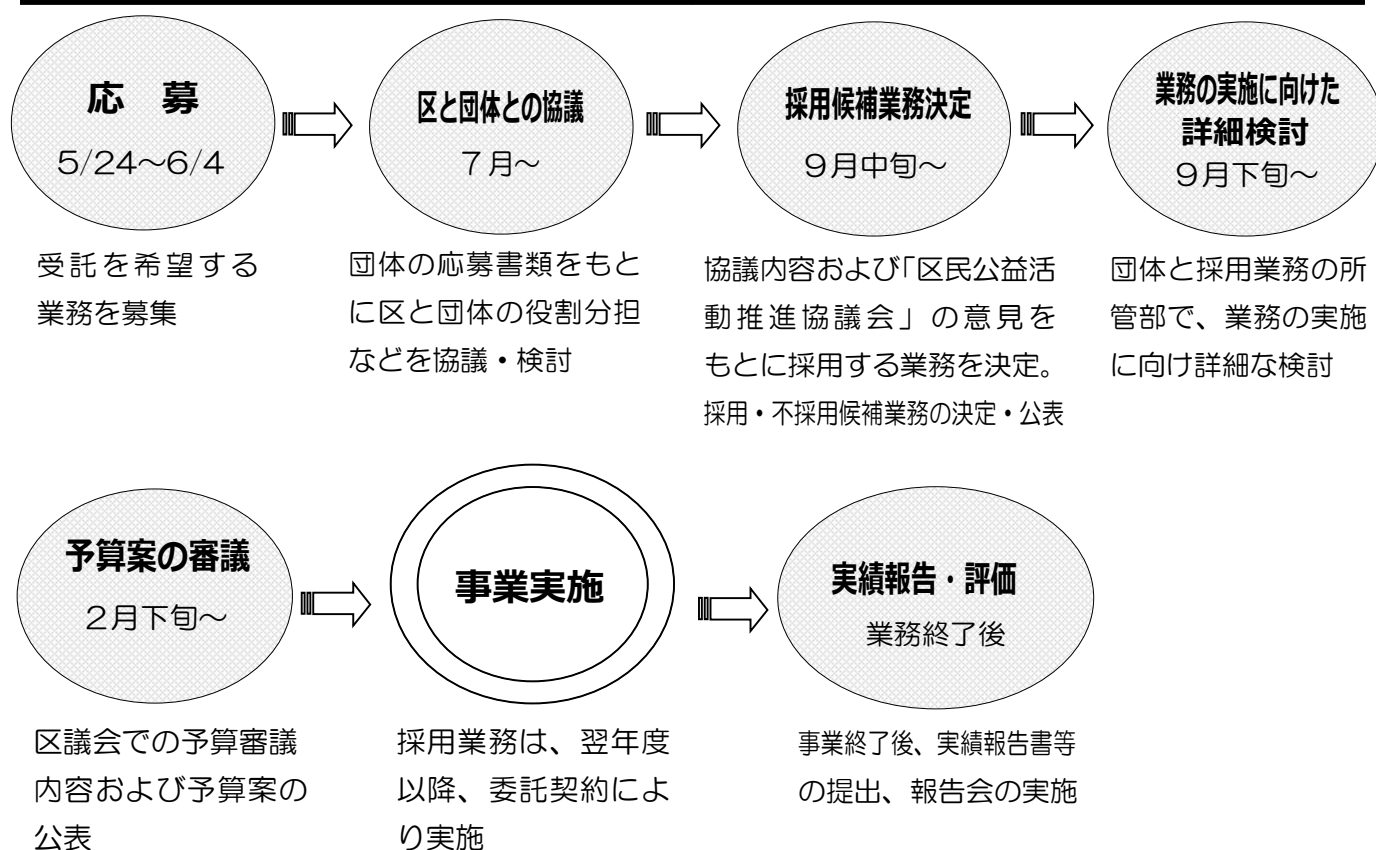 応　募
5/24～6/4
受託を希望する
業務を募集
区と団体との協議
７月～
団体の応募書類をもと
に区と団体の役割分担
などを協議・検討
採用候補業務決定
９月中旬～
協議内容および「区民公益活
動推進協議会」の意見を
もとに採用する業務を決定。
採用・不採用候補業務の決定・公表
業務の実施に向けた
詳細検討
９月下旬～
団体と採用業務の所
管部で、業務の実施
に向け詳細な検討
予算案の審議
２月下旬～
区議会での予算審議
内容および予算案の
公表
事業実施
採用業務は、翌年度
以降、委託契約によ
り実施
実績報告・評価
業務終了後
事業終了後、実績報告書等
の提出、報告会の実施